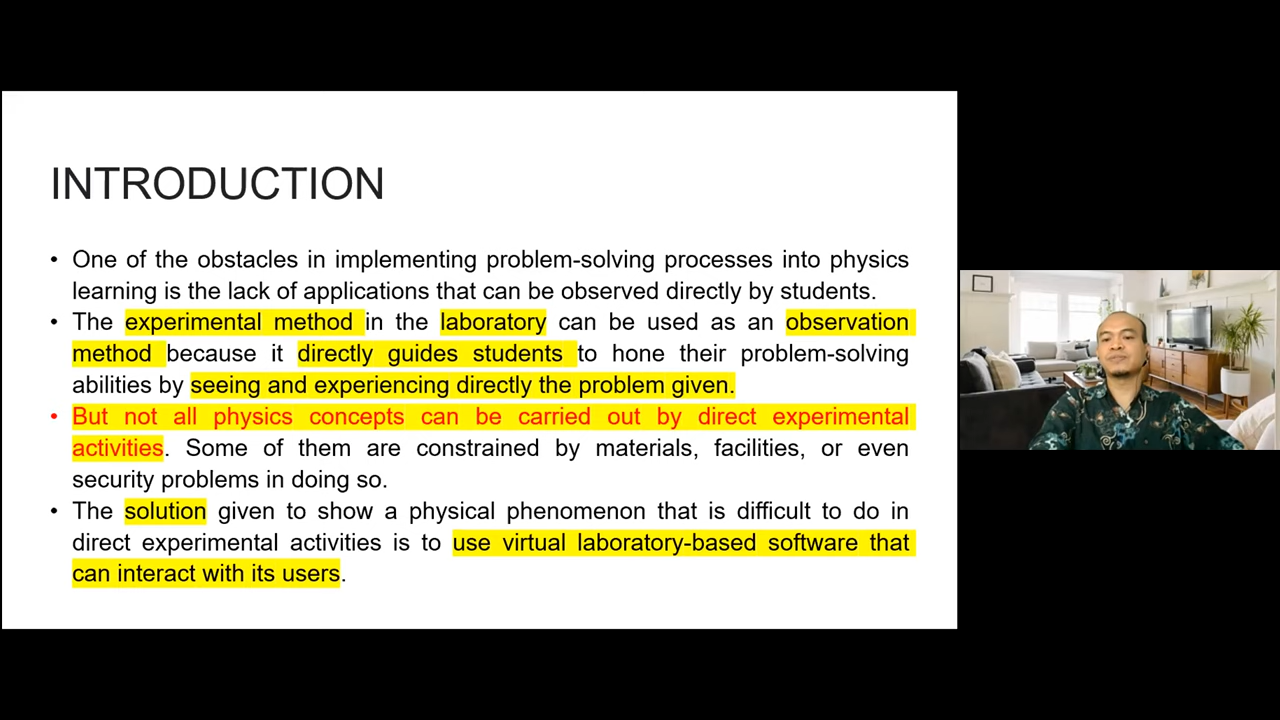 INTRODUCTION
• One of the obstacles in implementing problem-solving processes into physics
learning is the lack of applications that can be observed directly by students.
• The experimental method in the laboratory can be used as an observation
method because it directly guides students to hone their problem-solving
abilities by seeing and experiencing directly the problem given.
• But not all physics concepts can be carried out by direct experimental
activities. Some of them are constrained by materials, facilities, or even
security problems in doing so.
• The solution given to show a physical phenomenon that is difficult to do in
direct experimental activities is to use virtual laboratory-based software that
can interact with its users.